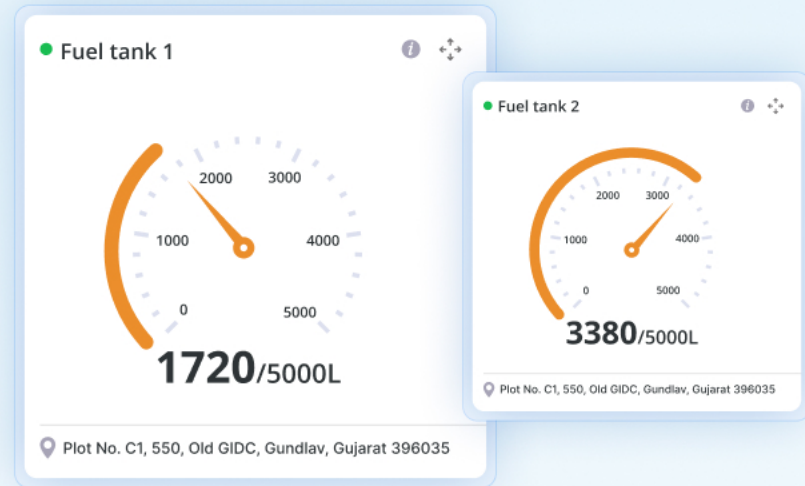 Fuel tank 1
2000 3000
1000 4000
0 5000
1720/5000L
Plot No. C1, 550, Old GIDC, Gundlav, Gujarat 396035
Fuel tank 2
2000 3000
1000 4000
0 5000
3380/5000L
Plot No. C1, 550, Old GIDC, Gundlav, Gujarat 396035